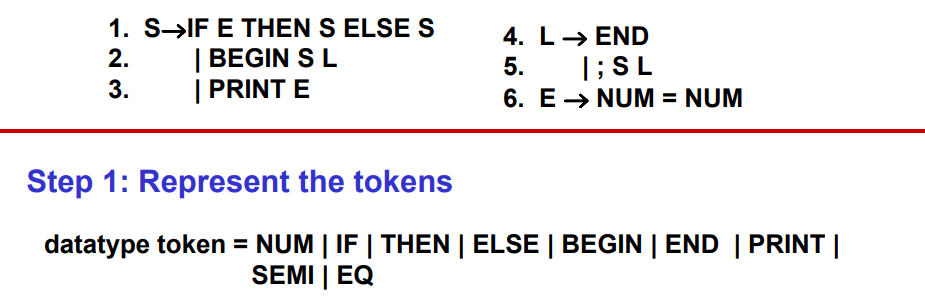 1. S→IF E THEN S ELSE S
2. | BEGIN S L
3. | PRINT E
4. L → END
5. | ; S L
6. E → NUM = NUM
Step 1: Represent the tokens
datatype token = NUM | IF | THEN | ELSE | BEGIN | END | PRINT |
SEMI | EQ